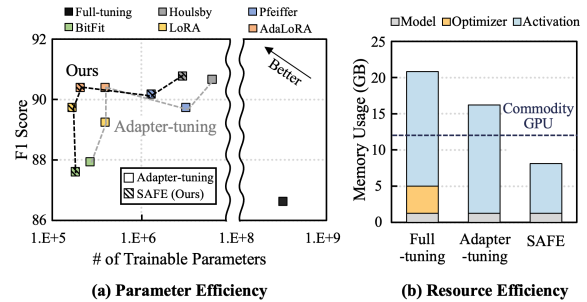 Full-tuning Houlsby Pfeiffer
BitFit LoRA AdaLoRA
92
90
88
86
F1 Score
Ours
Adapter-tuning
Better
Adapter-tuning
SAFE (Ours)
1.E+5 1.E+6 1.E+8 1.E+9
# of Trainable Parameters
(a) Parameter Efficiency
Model Optimizer Activation
25
20
15
10
5
0
Memory Usage (GB)
Commodity
GPU
Full
-tuning
Adapter
-tuning
SAFE
(b) Resource Efficiency